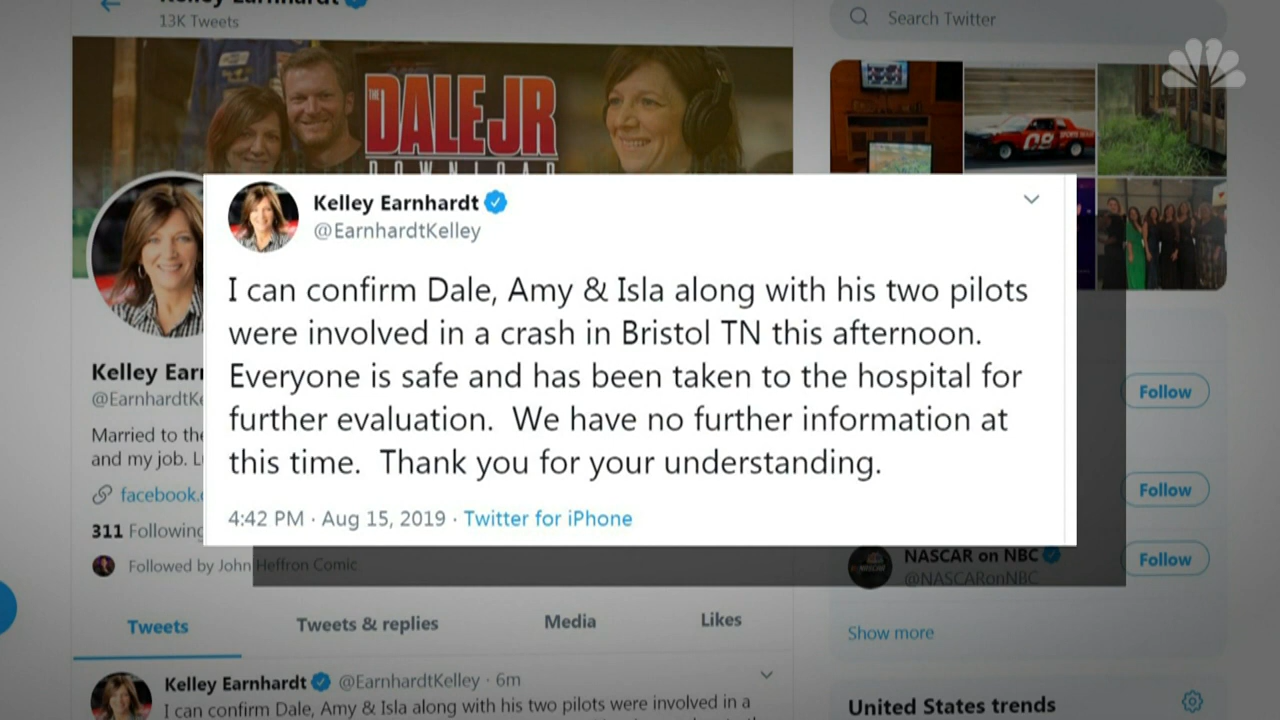 13K Tweets
Search Twitter
THE
DALE JR
DOWNLOAD
Kelley Earnhardt
@EarnhardtKelley
I can confirm Dale, Amy & Isla along with his two pilots
were involved in a crash in Bristol TN this afternoon.
Everyone is safe and has been taken to the hospital for
further evaluation.  We have no further information at
this time.  Thank you for your understanding.
4:42 PM · Aug 15, 2019 · Twitter for iPhone
Kelley Ear
@EarnhardtK
Married to the
and my job. L
facebook.
311 Following
Followed by John Heffron Comic
Tweets
Tweets & replies
Media
Likes
Kelley Earnhardt @EarnhardtKelley · 6m
I can confirm Dale, Amy & Isla along with his two pilots were involved in a
09
Follow
Follow
NASCAR on NBC
@NASCARonNBC
Follow
Show more
United States trends